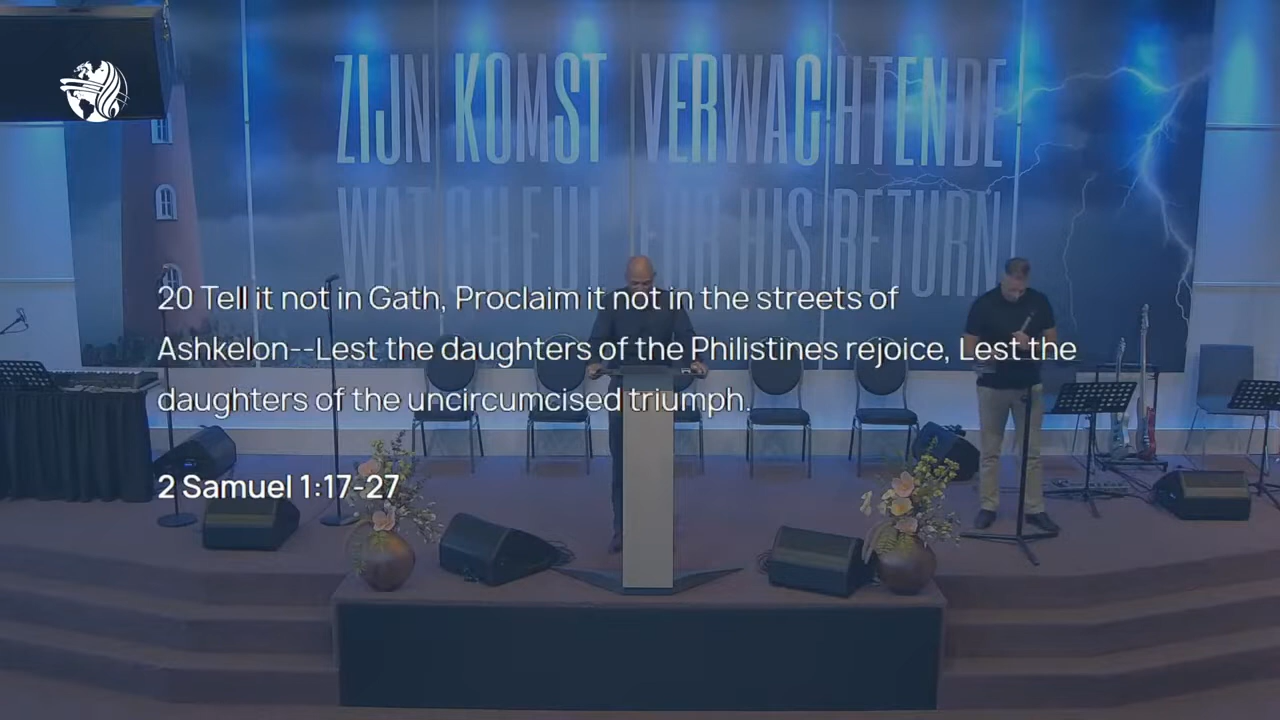 ZIJN KOMST VERWACHTENDE
WATCHFUL FOR HIS RETURN
20 Tell it not in Gath, Proclaim it not in the streets of
Ashkelon--Lest the daughters of the Philistines rejoice, Lest the
daughters of the uncircumcised triumph.
2 Samuel 1:17-27